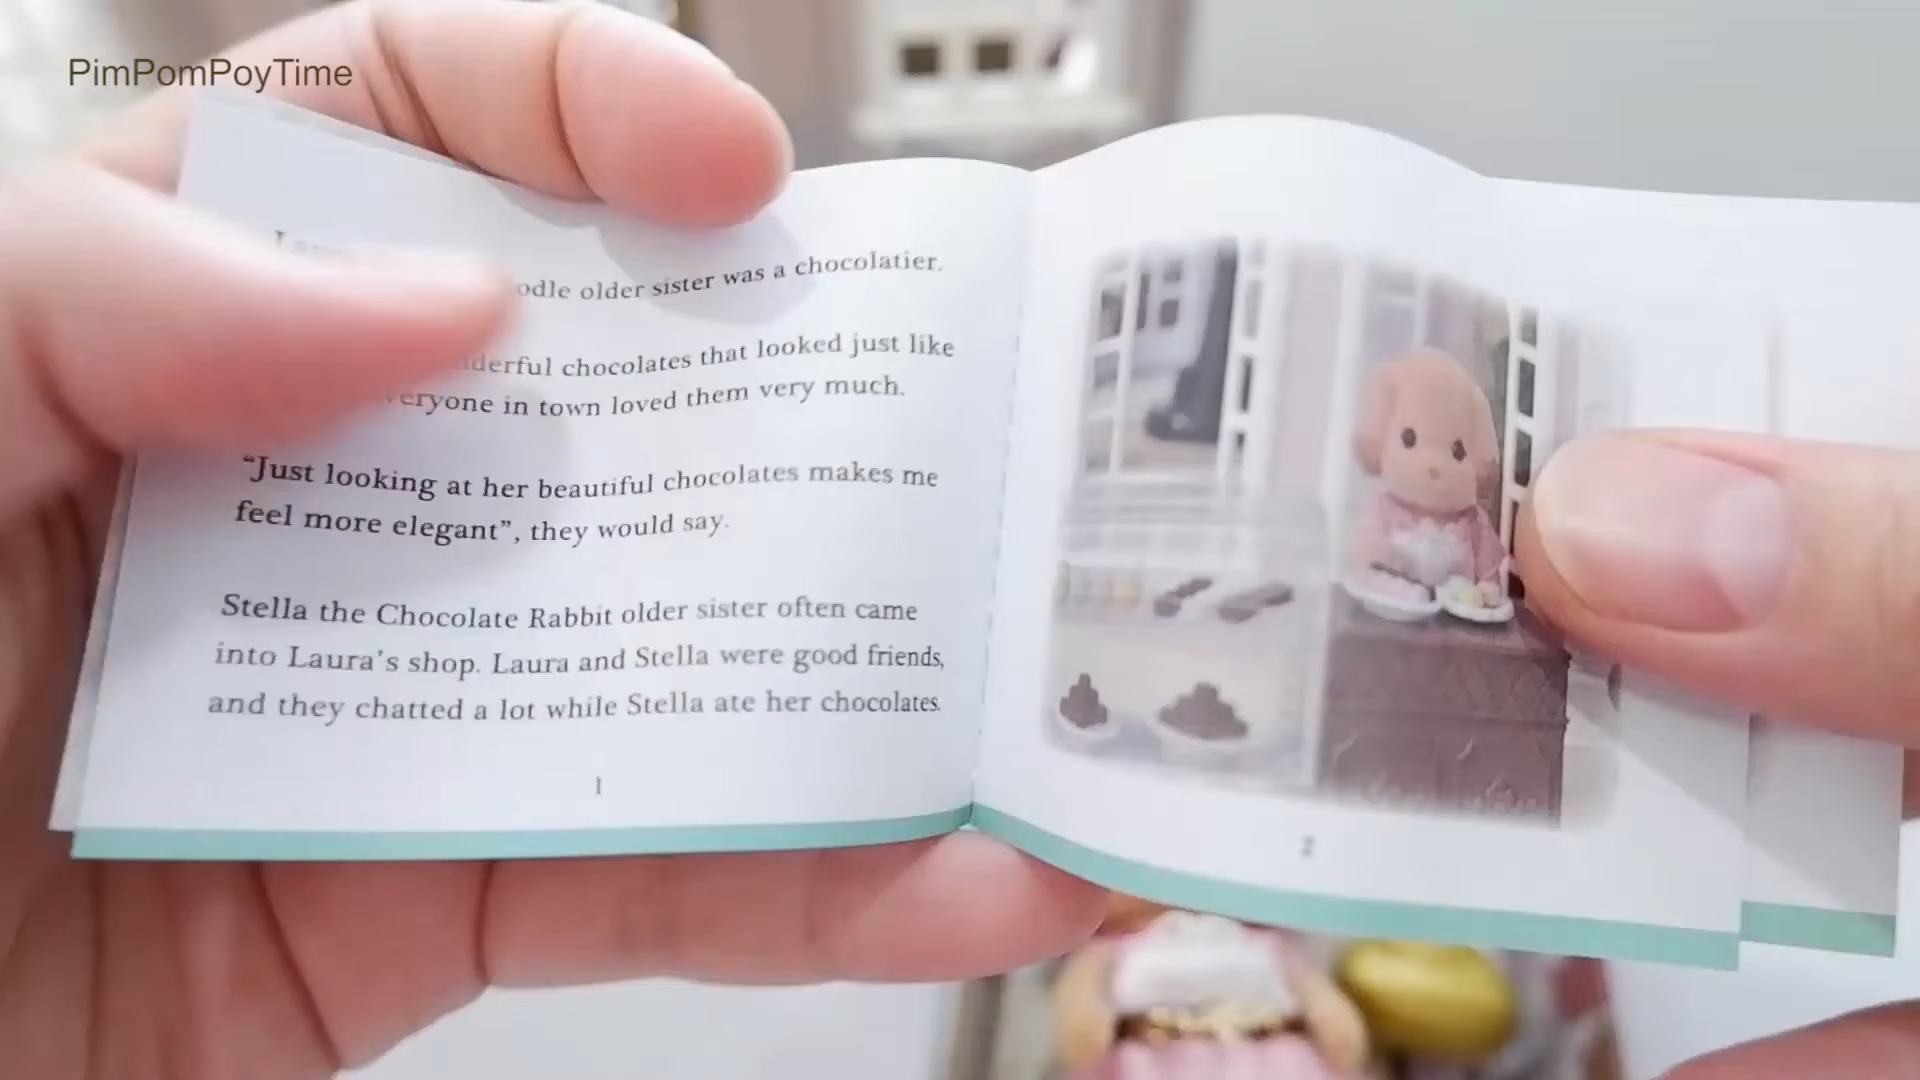 PimPomPoyTime
older sister was a chocolatier.
chocolates that looked just like
in town loved them very much.
“Just looking at her beautiful chocolates makes me
feel more elegant”, they would say.
Stella the Chocolate Rabbit older sister often came
into Laura’s shop. Laura and Stella were good friends,
and they chatted a lot while Stella ate her chocolates.
1
2